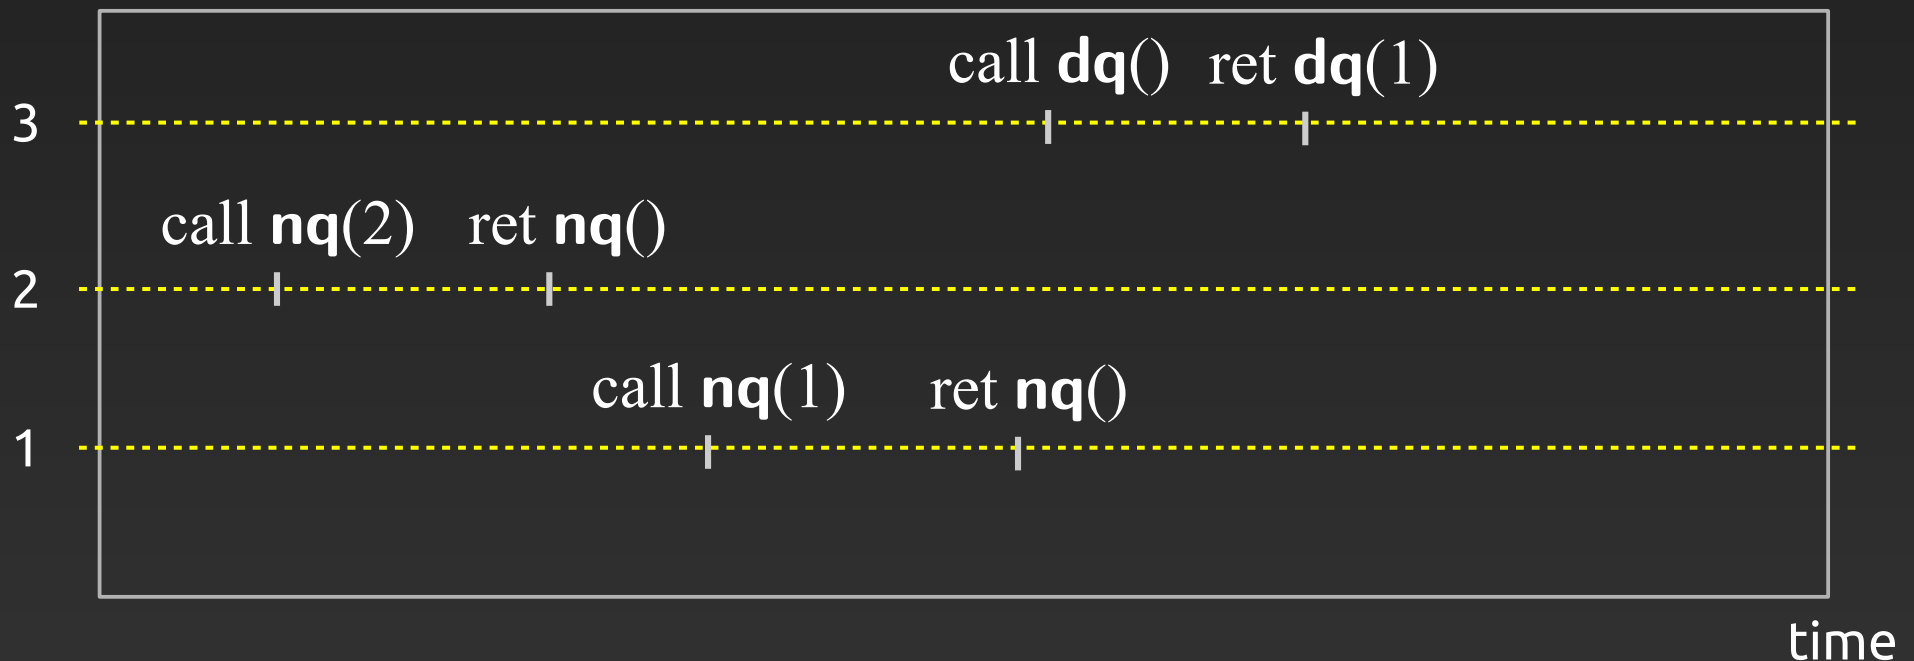 call dq() ret dq(1)
3
call nq(2) ret nq()
2
call nq(1) ret nq()
1
time